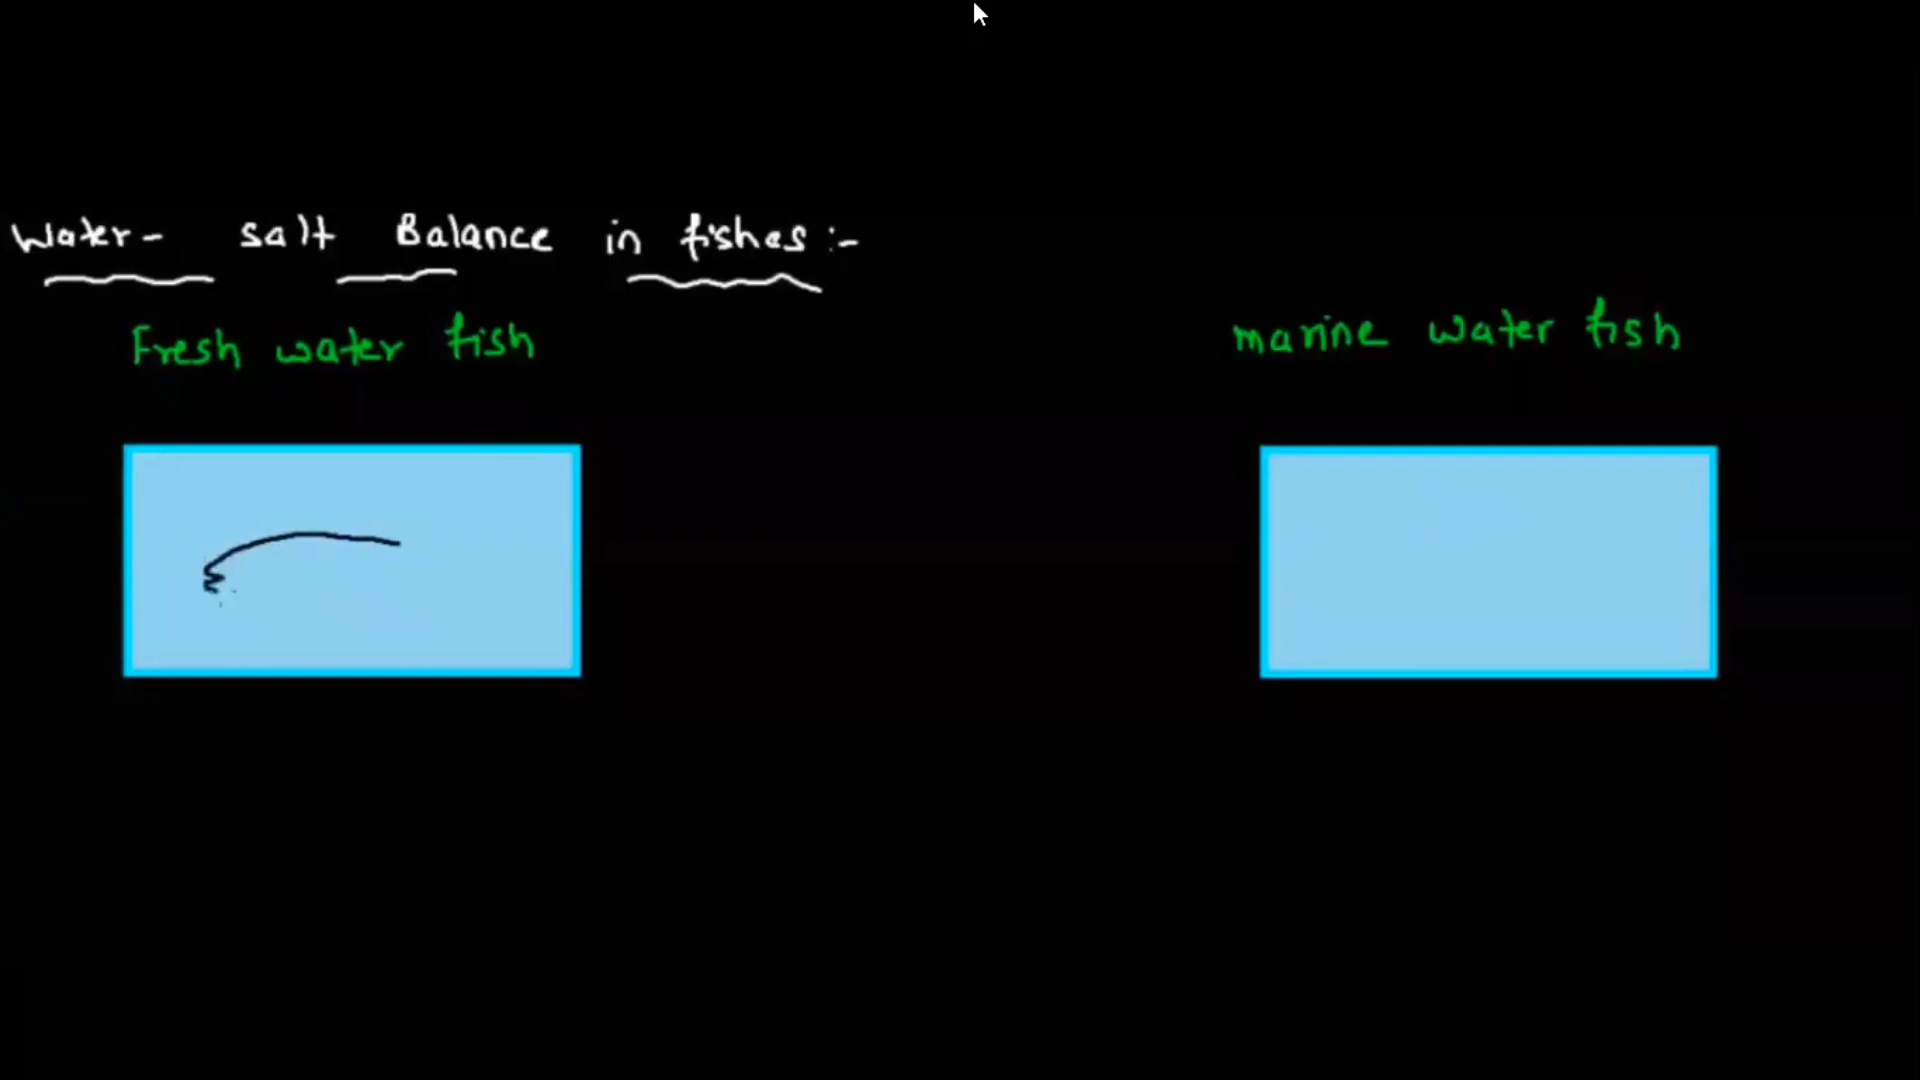 Water - salt Balance in fishes :-
Fresh water fish
marine water fish